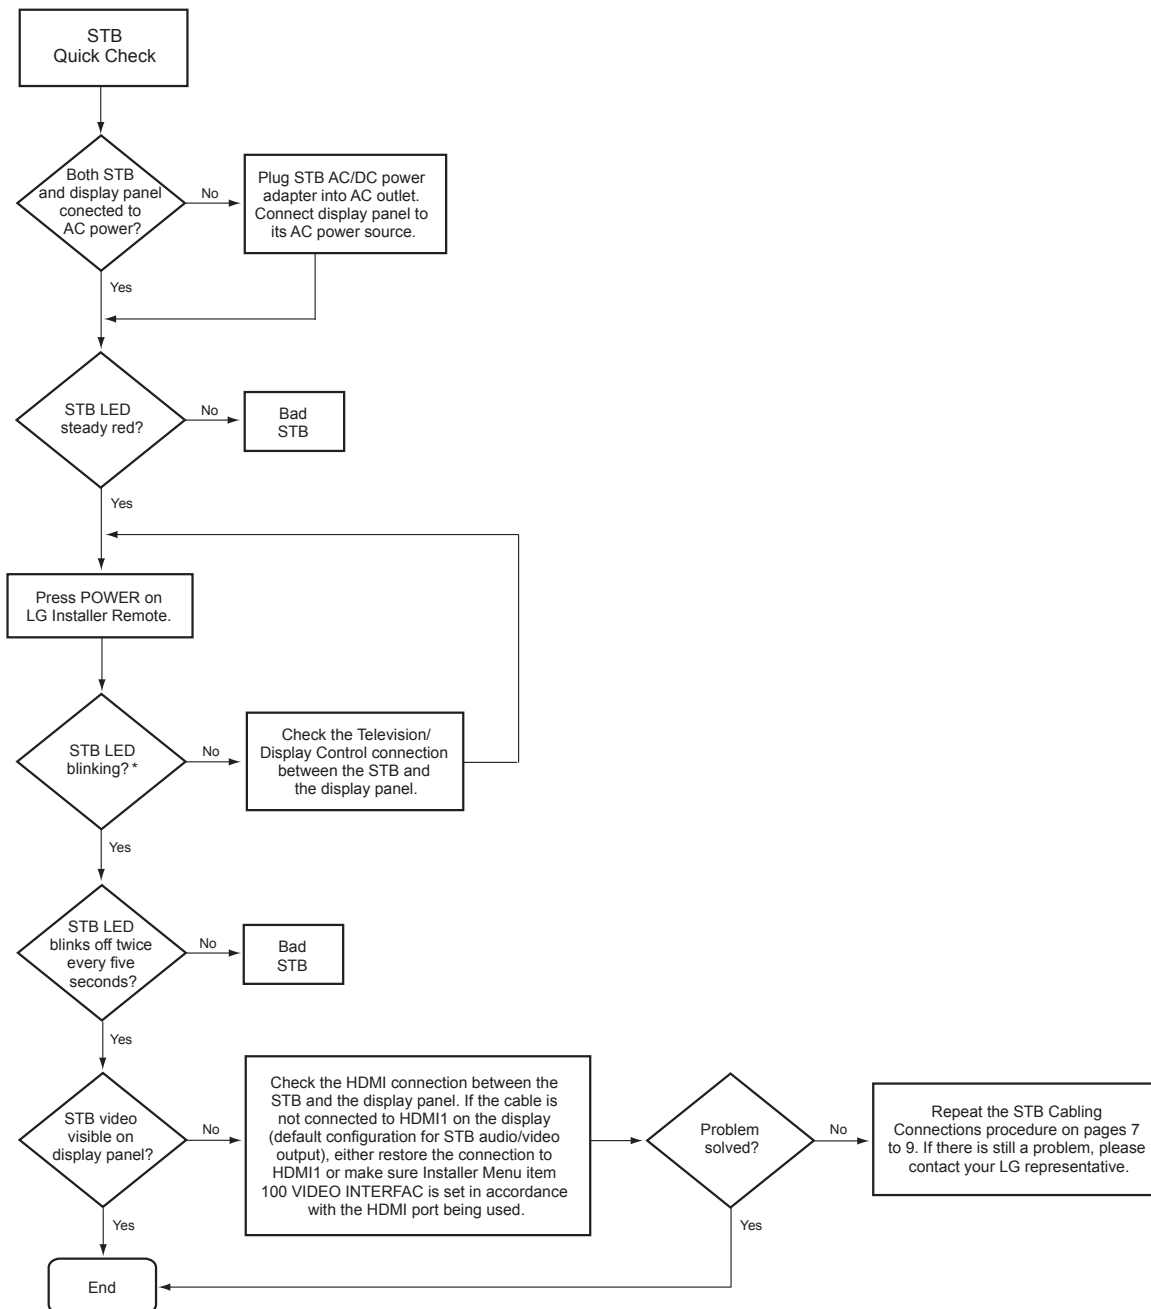 STB
Quick Check
Both STB
and display panel
conected to
AC power?
No
Plug STB AC/DC power
adapter into AC outlet.
Connect display panel to
its AC power source.
Yes
STB LED
steady red?
No
Bad
STB
Yes
Press POWER on
LG Installer Remote.
STB LED
blinking? *
No
Check the Television/
Display Control connection
between the STB and
the display panel.
Yes
STB LED
blinks off twice
every five
seconds?
No
Bad
STB
Yes
STB video
visible on
display panel?
No
Check the HDMI connection between the
STB and the display panel. If the cable is
not connected to HDMI1 on the display
(default configuration for STB audio/video
output), either restore the connection to
HDMI1 or make sure Installer Menu item
100 VIDEO INTERFAC is set in accordance
with the HDMI port being used.
Problem
solved?
No
Repeat the STB Cabling
Connections procedure on pages 7
to 9. If there is still a problem, please
contact your LG representative.
Yes
Yes
End